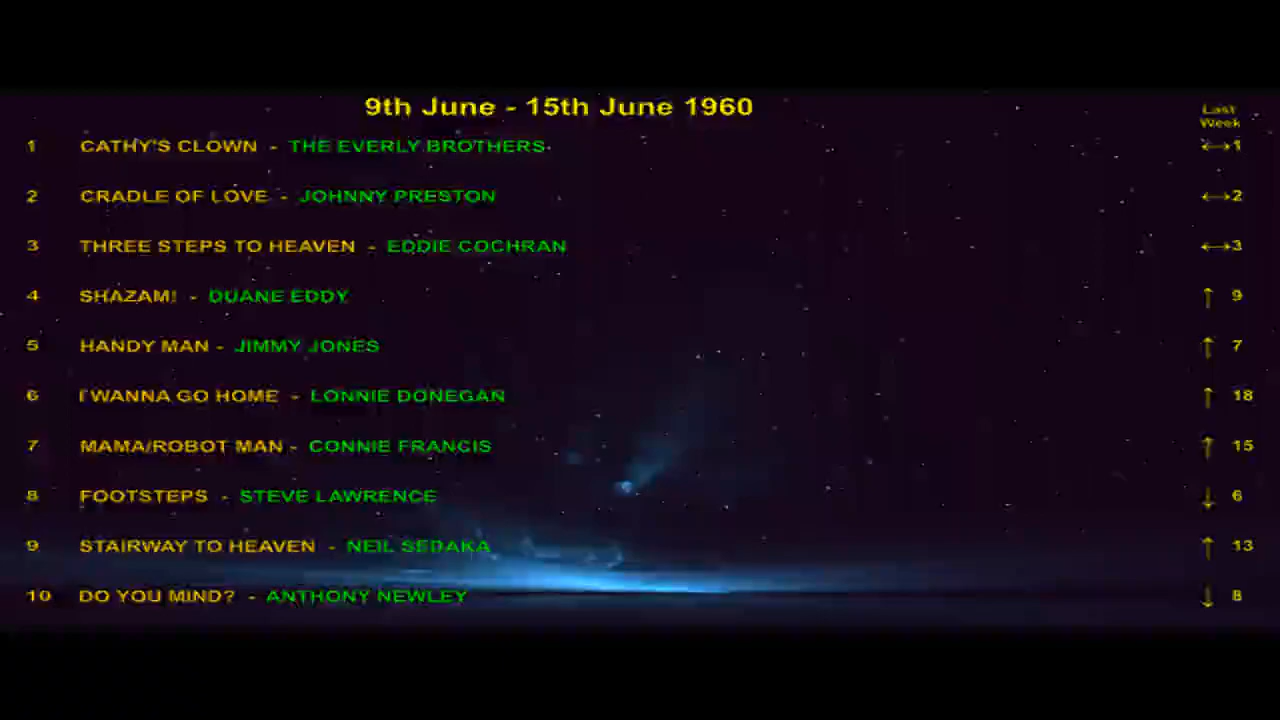 9th June - 15th June 1960
Last
Week
1 CATHY'S CLOWN - THE EVERLY BROTHERS ↔1
2 CRADLE OF LOVE - JOHNNY PRESTON ↔2
3 THREE STEPS TO HEAVEN - EDDIE COCHRAN ↔3
4 SHAZAM! - DUANE EDDY ↑ 9
5 HANDY MAN - JIMMY JONES ↑ 7
6 I WANNA GO HOME - LONNIE DONEGAN ↑ 18
7 MAMA/ROBOT MAN - CONNIE FRANCIS ↑ 15
8 FOOTSTEPS - STEVE LAWRENCE ↓ 6
9 STAIRWAY TO HEAVEN - NEIL SEDAKA ↑ 13
10 DO YOU MIND? - ANTHONY NEWLEY ↓ 8